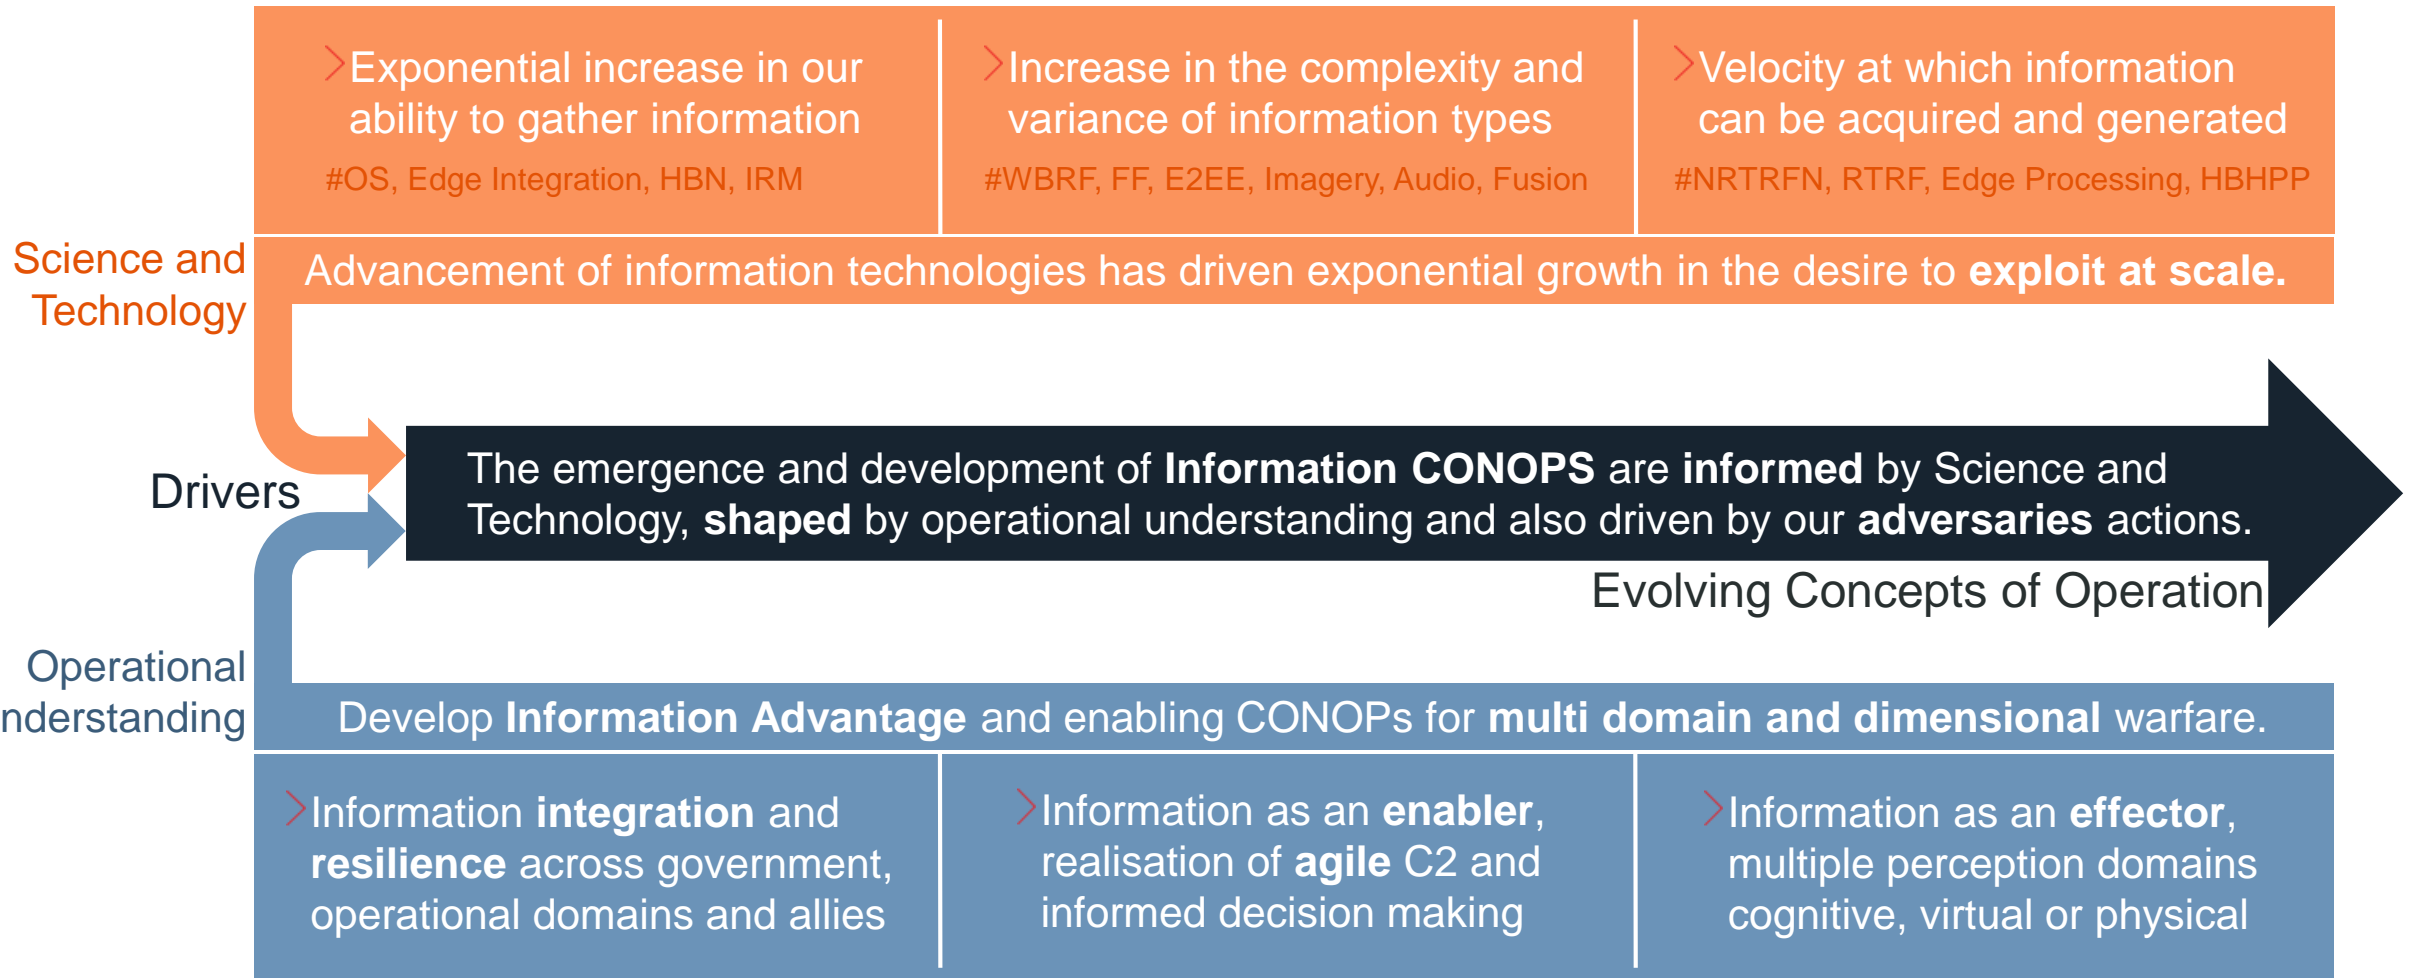 Exponential increase in our
ability to gather information
#OS, Edge Integration, HBN, IRM
Increase in the complexity and
variance of information types
#WBRF, FF, E2EE, Imagery, Audio, Fusion
Velocity at which information
can be acquired and generated
#NRTRFN, RTRF, Edge Processing, HBHPP
Science and
Technology
Advancement of information technologies has driven exponential growth in the desire to exploit at scale.
Drivers
The emergence and development of Information CONOPS are informed by Science and
Technology, shaped by operational understanding and also driven by our adversaries actions.
Evolving Concepts of Operation
Operational
nderstanding
Develop Information Advantage and enabling CONOPs for multi domain and dimensional warfare.
Information integration and
resilience across government,
operational domains and allies
Information as an enabler,
realisation of agile C2 and
informed decision making
Information as an effector,
multiple perception domains
cognitive, virtual or physical